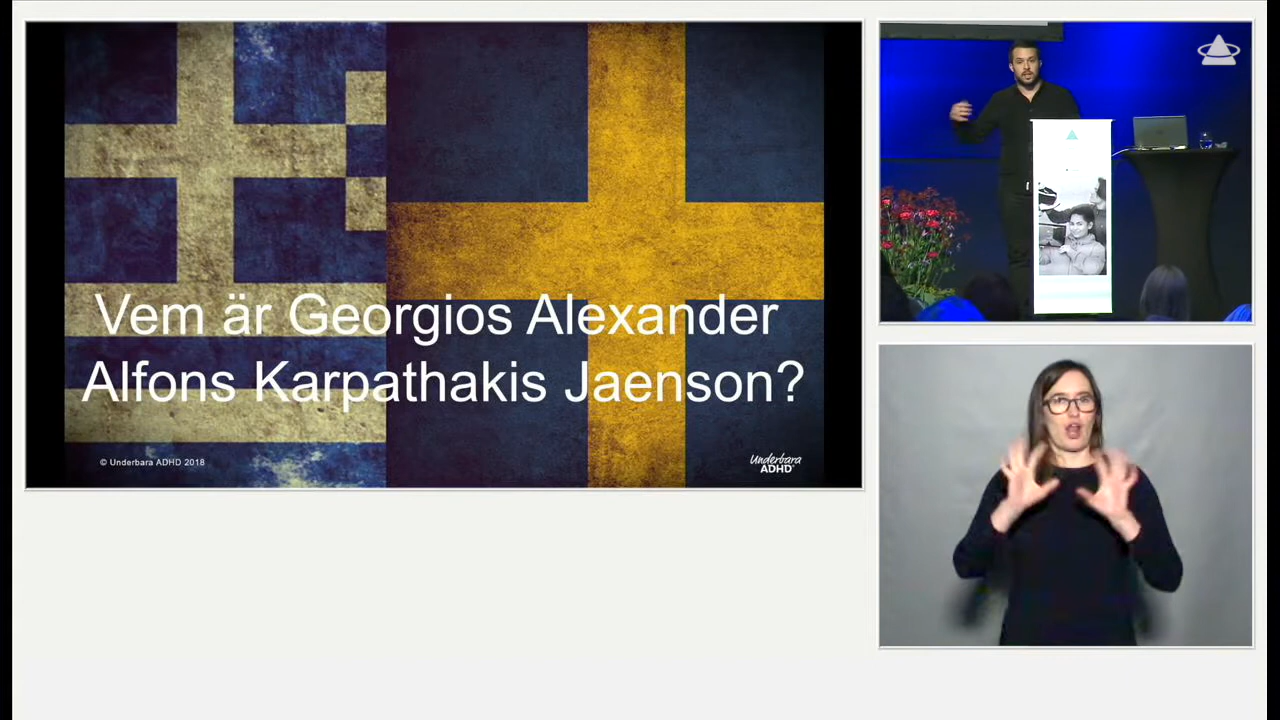 Vem är Georgios Alexander
Alfons Karpathakis Jaenson?
© Underbara ADHD 2018
Underbara
ADHD